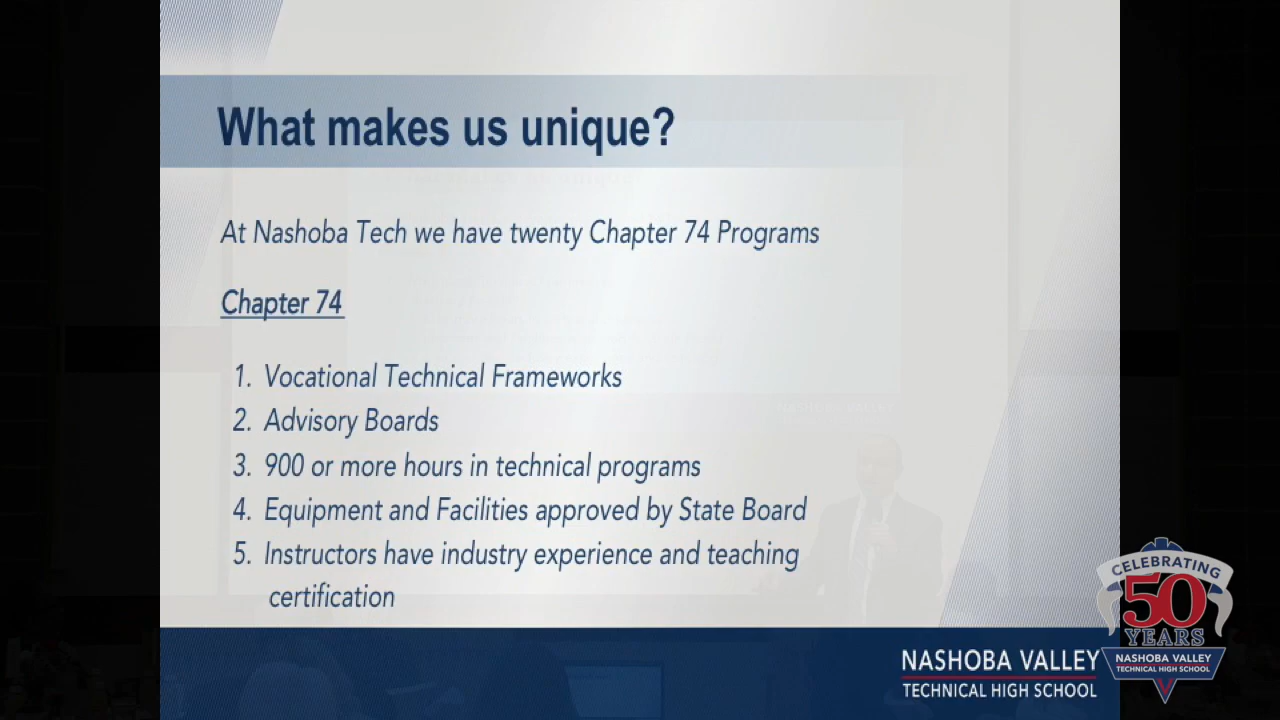 What makes us unique?
At Nashoba Tech we have twenty Chapter 74 Programs
Chapter 74
1. Vocational Technical Frameworks
2. Advisory Boards
3. 900 or more hours in technical programs
4. Equipment and Facilities approved by State Board
5. Instructors have industry experience and teaching
certification
NASHOBA VALLEY
TECHNICAL HIGH SCHOOL
CELEBRATING
50
YEARS
NASHOBA VALLEY
TECHNICAL HIGH SCHOOL